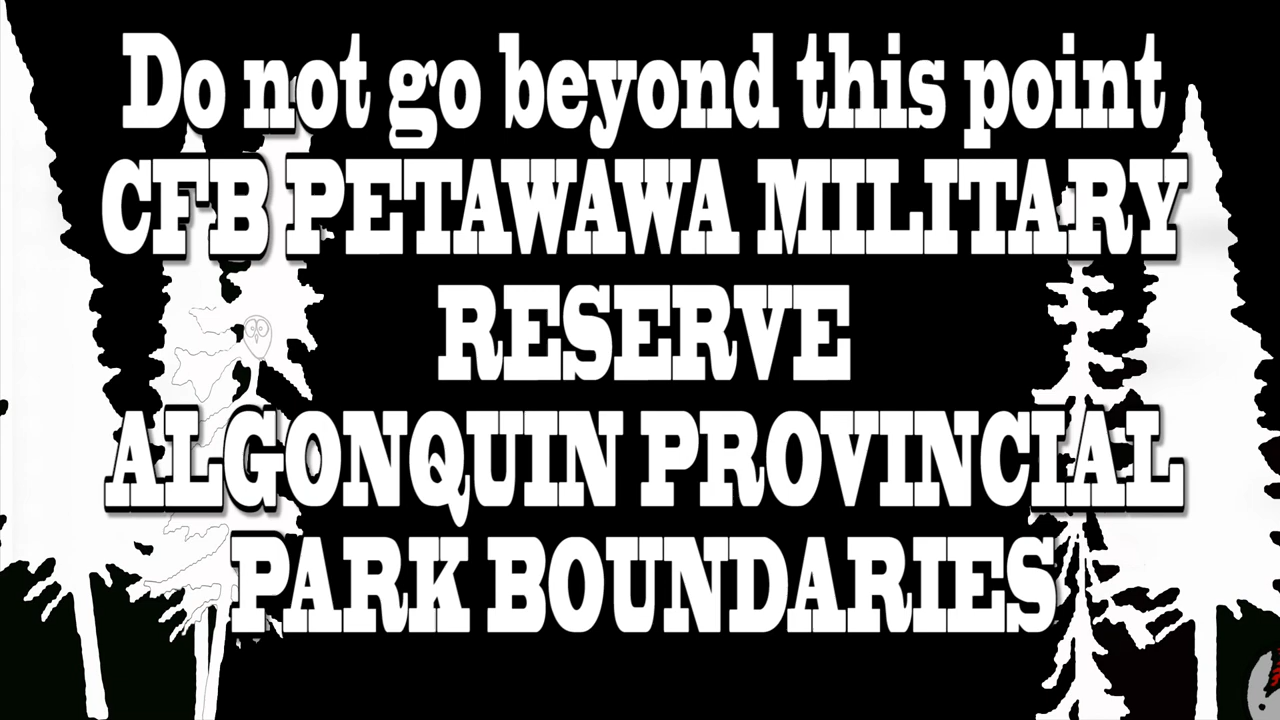 Do not go beyond this point
CFB PETAWAWA MILITARY
RESERVE
ALGONQUIN PROVINCIAL
PARK BOUNDARIES